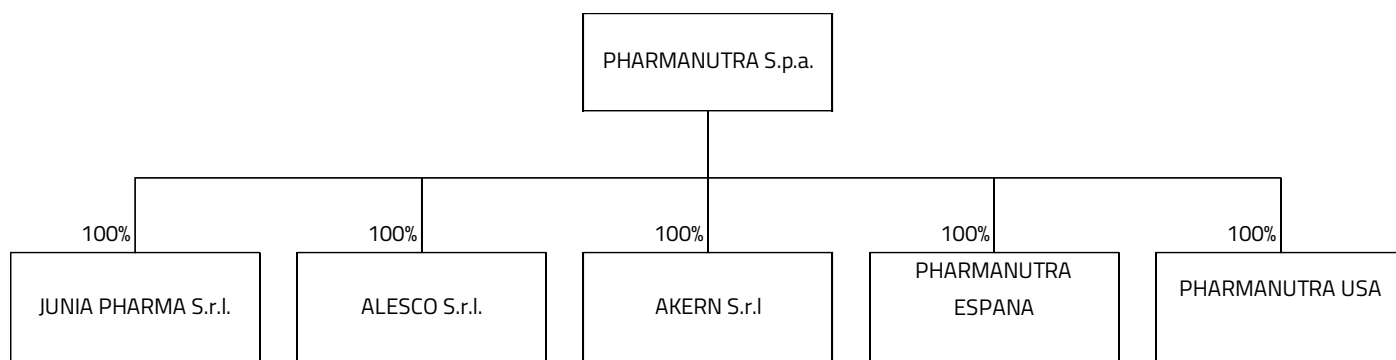 PHARMANUTRA S.p.a.
100%
100%
100%
100%
100%
JUNIA PHARMA S.r.l.
ALESCO S.r.l.
AKERN S.r.l
PHARMANUTRA
ESPANA
PHARMANUTRA USA